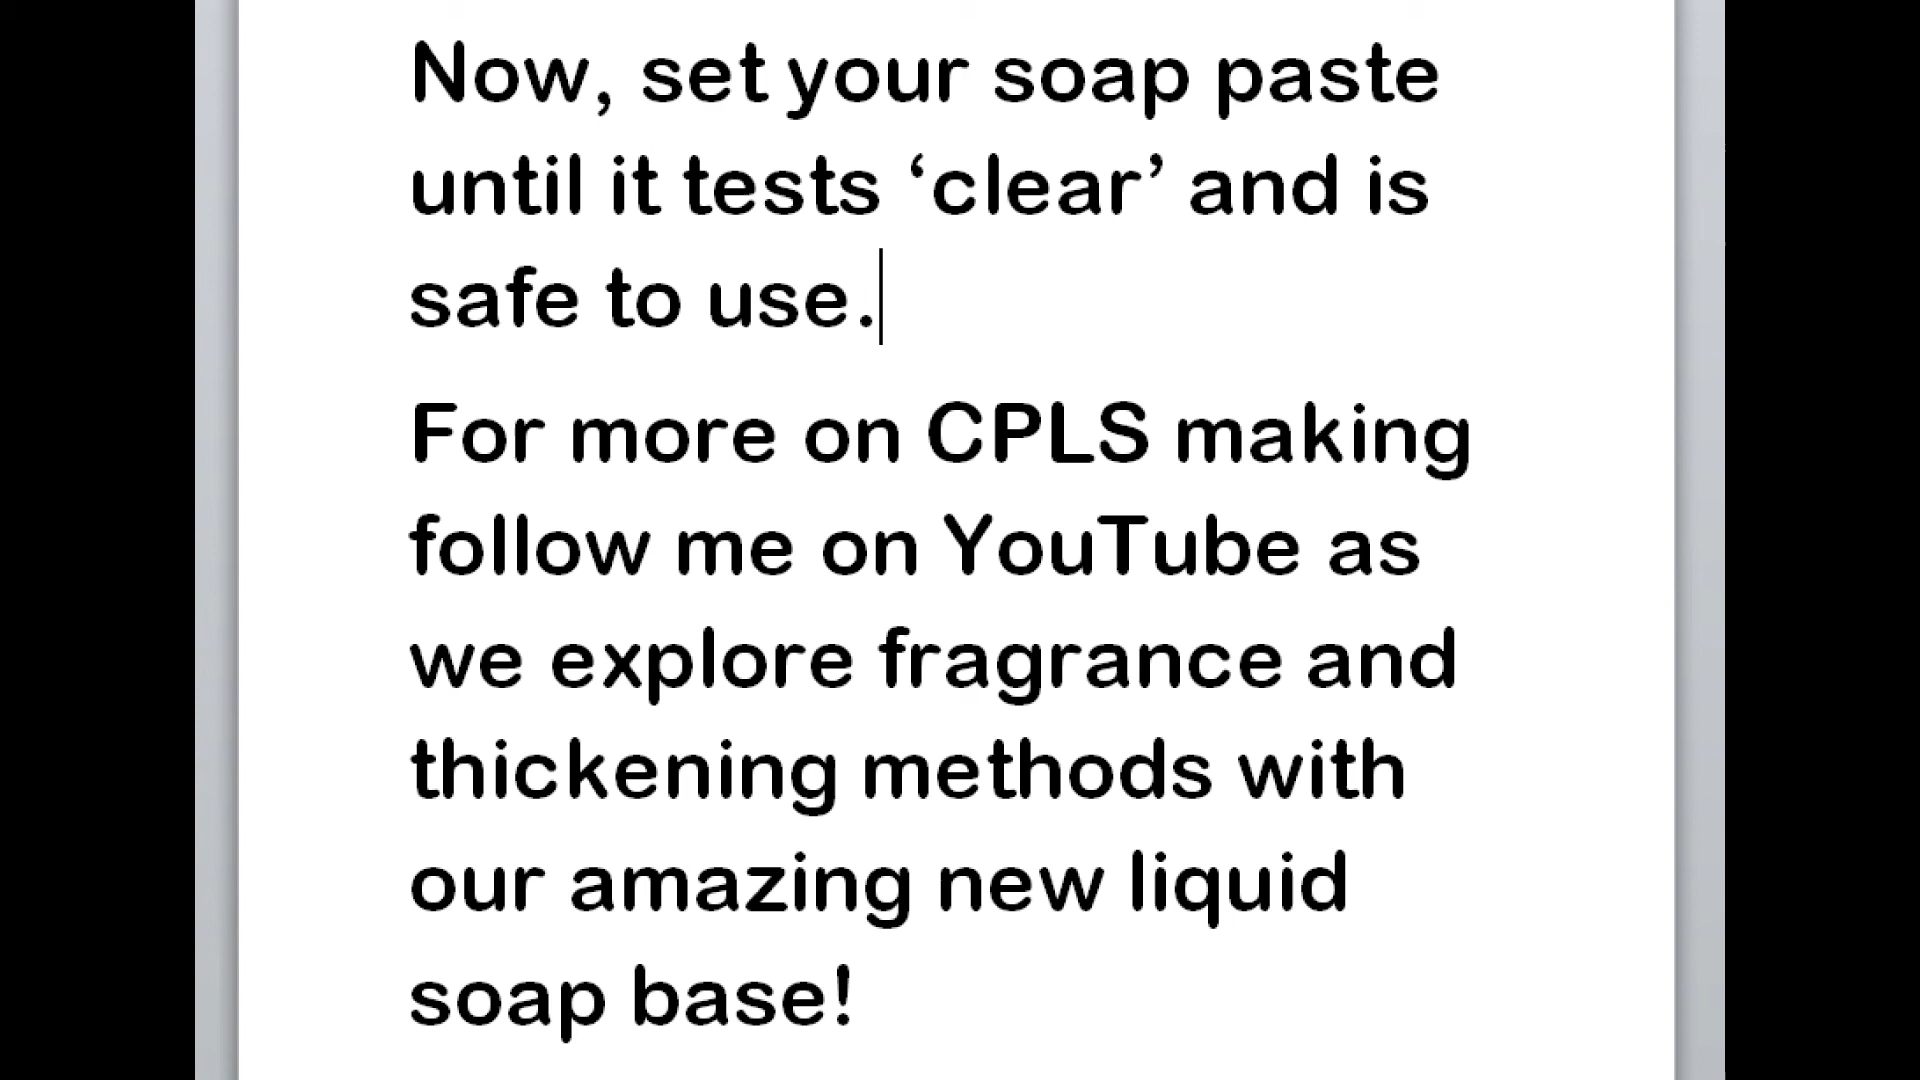 Now, set your soap paste
until it tests ‘clear’ and is
safe to use.
For more on CPLS making
follow me on YouTube as
we explore fragrance and
thickening methods with
our amazing new liquid
soap base!